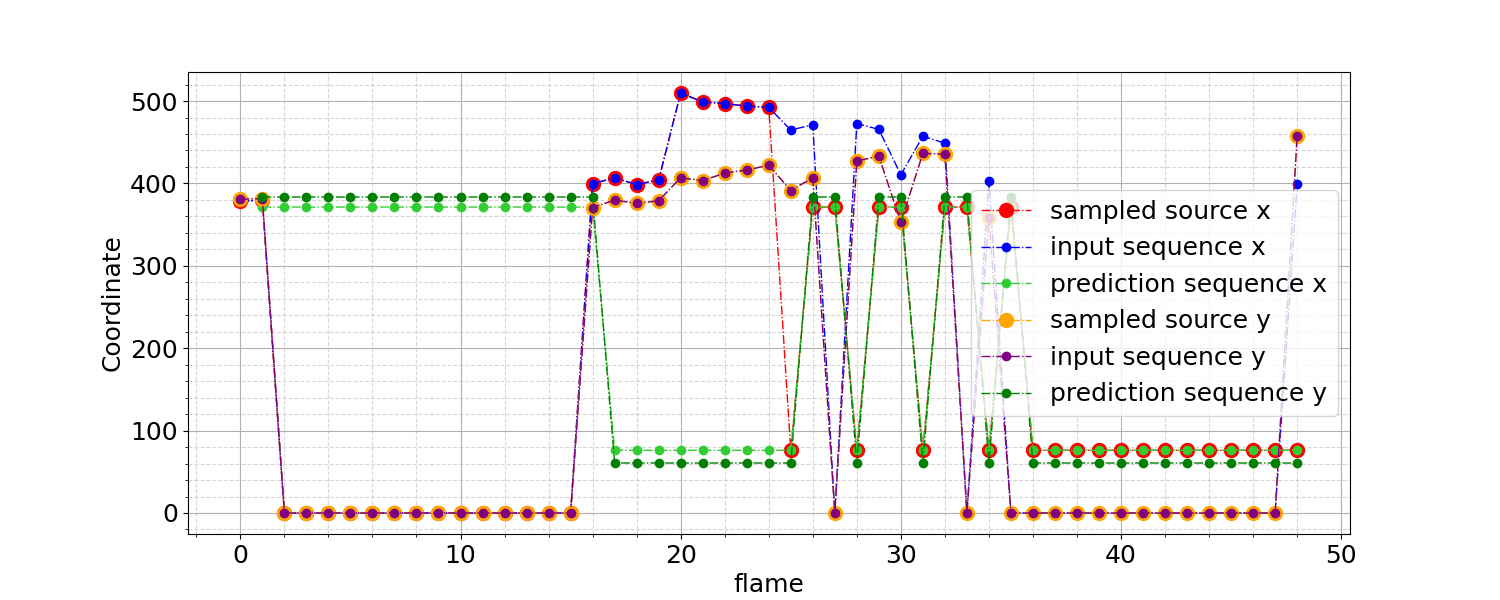 500
400
300
200
100
0
Coordinate
sampled source x
input sequence x
prediction sequence x
sampled source y
input sequence y
prediction sequence y
0 10 20 30 40 50
flame